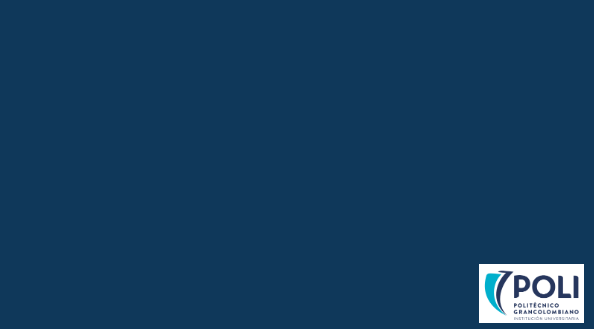 POLI
POLITÉCNICO
GRANCOLOMBIANO
INSTITUCIÓN UNIVERSITARIA